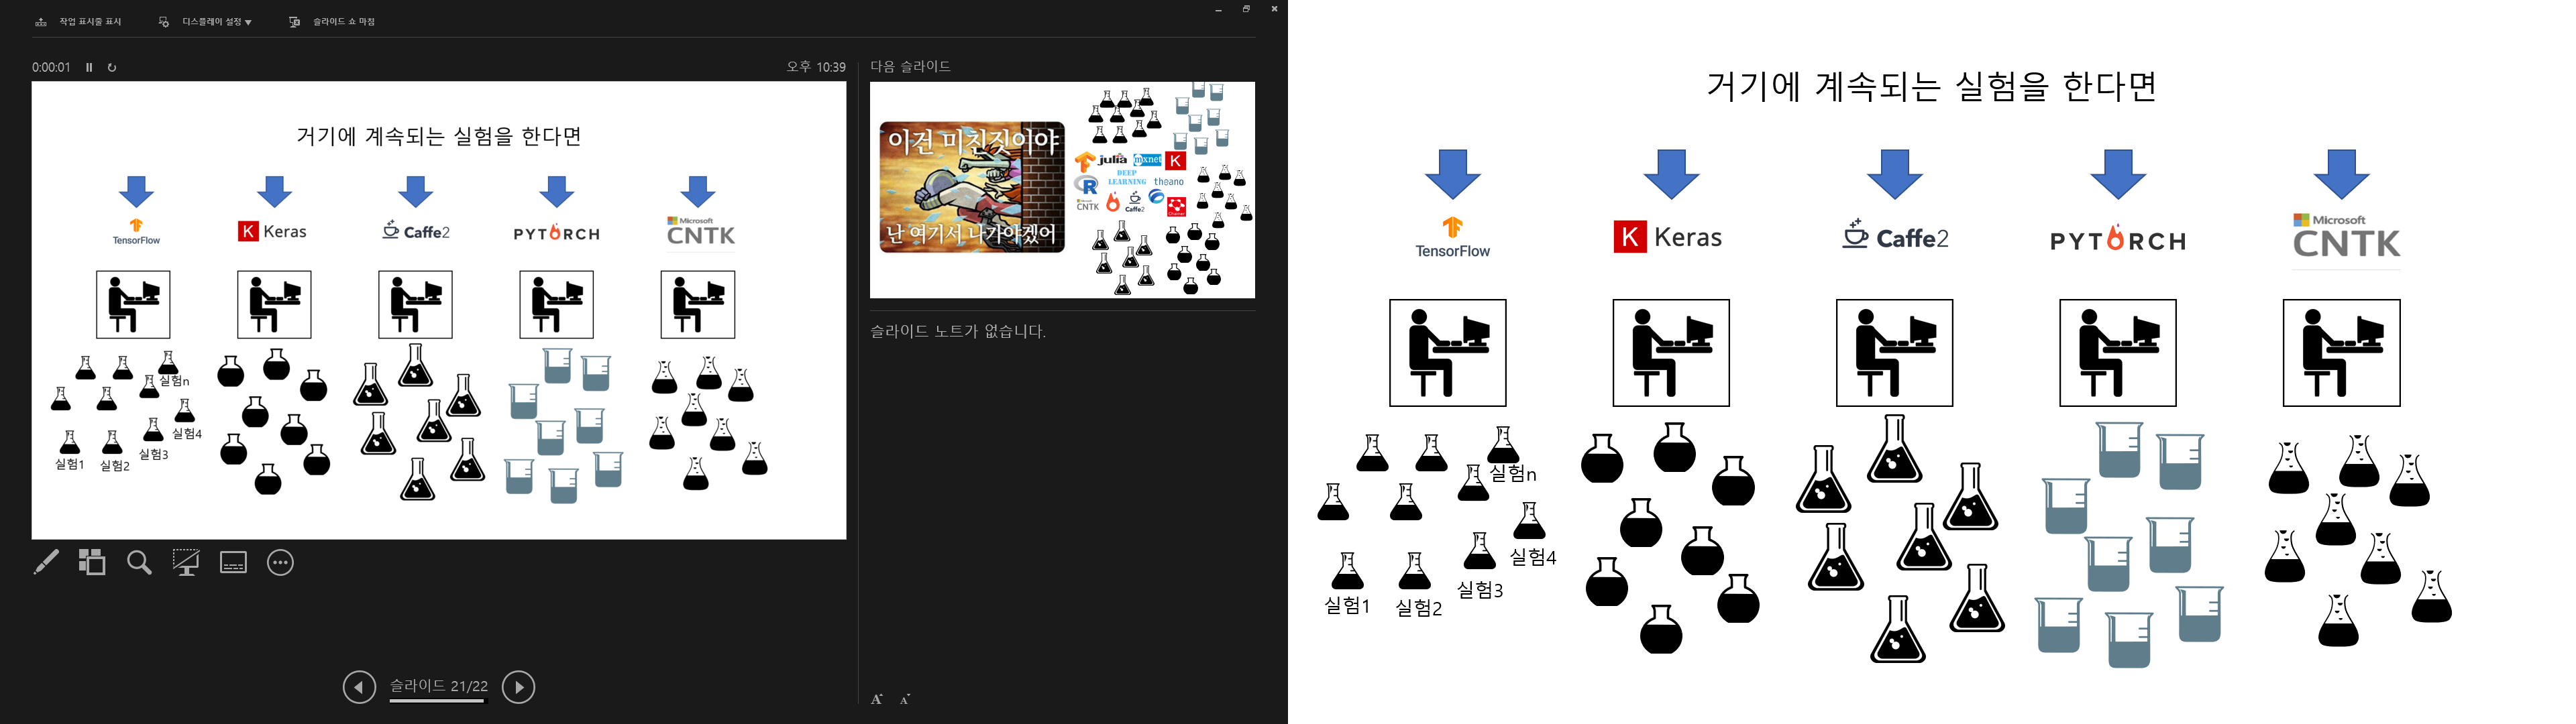 작업 표시줄 표시
디스플레이 설정
슬라이드 쇼 마침
0:00:01
오후 10:39
거기에 계속되는 실험을 한다면
TensorFlow
K Keras
Caffe2
PYTORCH
Microsoft
CNTK
실험n
실험4
실험3
실험1
실험2
슬라이드 21/22
다음 슬라이드
이건 미친짓이야
난 여기서 나가야겠어
julia
mxnet
K
DEEP
LEARNING
theano
R
CNTK
Caffe2
Chainer
슬라이드 노트가 없습니다.
A
A
거기에 계속되는 실험을 한다면
TensorFlow
K Keras
Caffe2
PYTORCH
Microsoft
CNTK
실험n
실험4
실험3
실험1
실험2